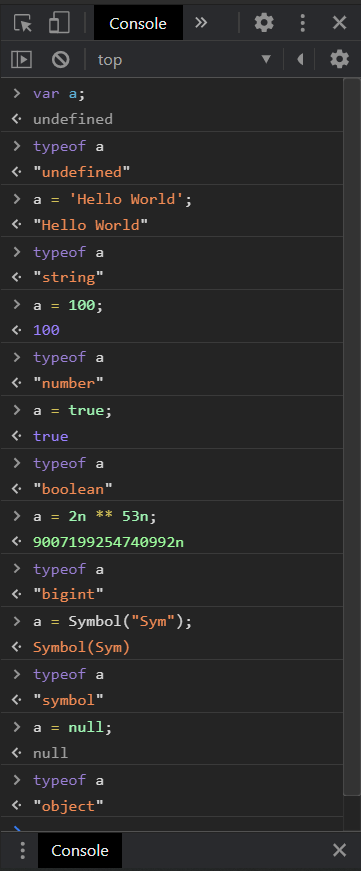 Console
top
var a;
undefined
typeof a
"undefined"
a = 'Hello World';
"Hello World"
typeof a
"string"
a = 100;
100
typeof a
"number"
a = true;
true
typeof a
"boolean"
a = 2n ** 53n;
9007199254740992n
typeof a
"bigint"
a = Symbol("Sym");
Symbol(Sym)
typeof a
"symbol"
a = null;
null
typeof a
"object"
Console